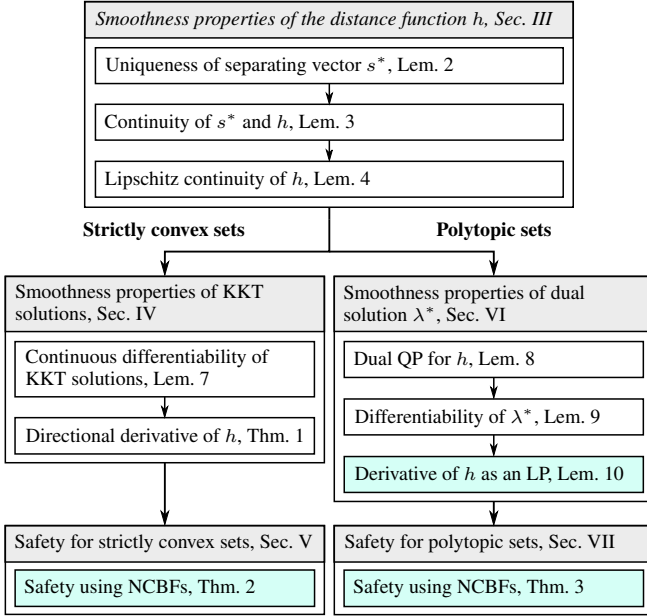 Smoothness properties of the distance function h, Sec. III
Uniqueness of separating vector s*, Lem. 2
Continuity of s* and h, Lem. 3
Lipschitz continuity of h, Lem. 4
Strictly convex sets
Polytopic sets
Smoothness properties of KKT
solutions, Sec. IV
Continuous differentiability of
KKT solutions, Lem. 7
Directional derivative of h, Thm. 1
Smoothness properties of dual
solution λ*, Sec. VI
Dual QP for h, Lem. 8
Differentiability of λ*, Lem. 9
Derivative of h as an LP, Lem. 10
Safety for strictly convex sets, Sec. V
Safety using NCBFs, Thm. 2
Safety for polytopic sets, Sec. VII
Safety using NCBFs, Thm. 3